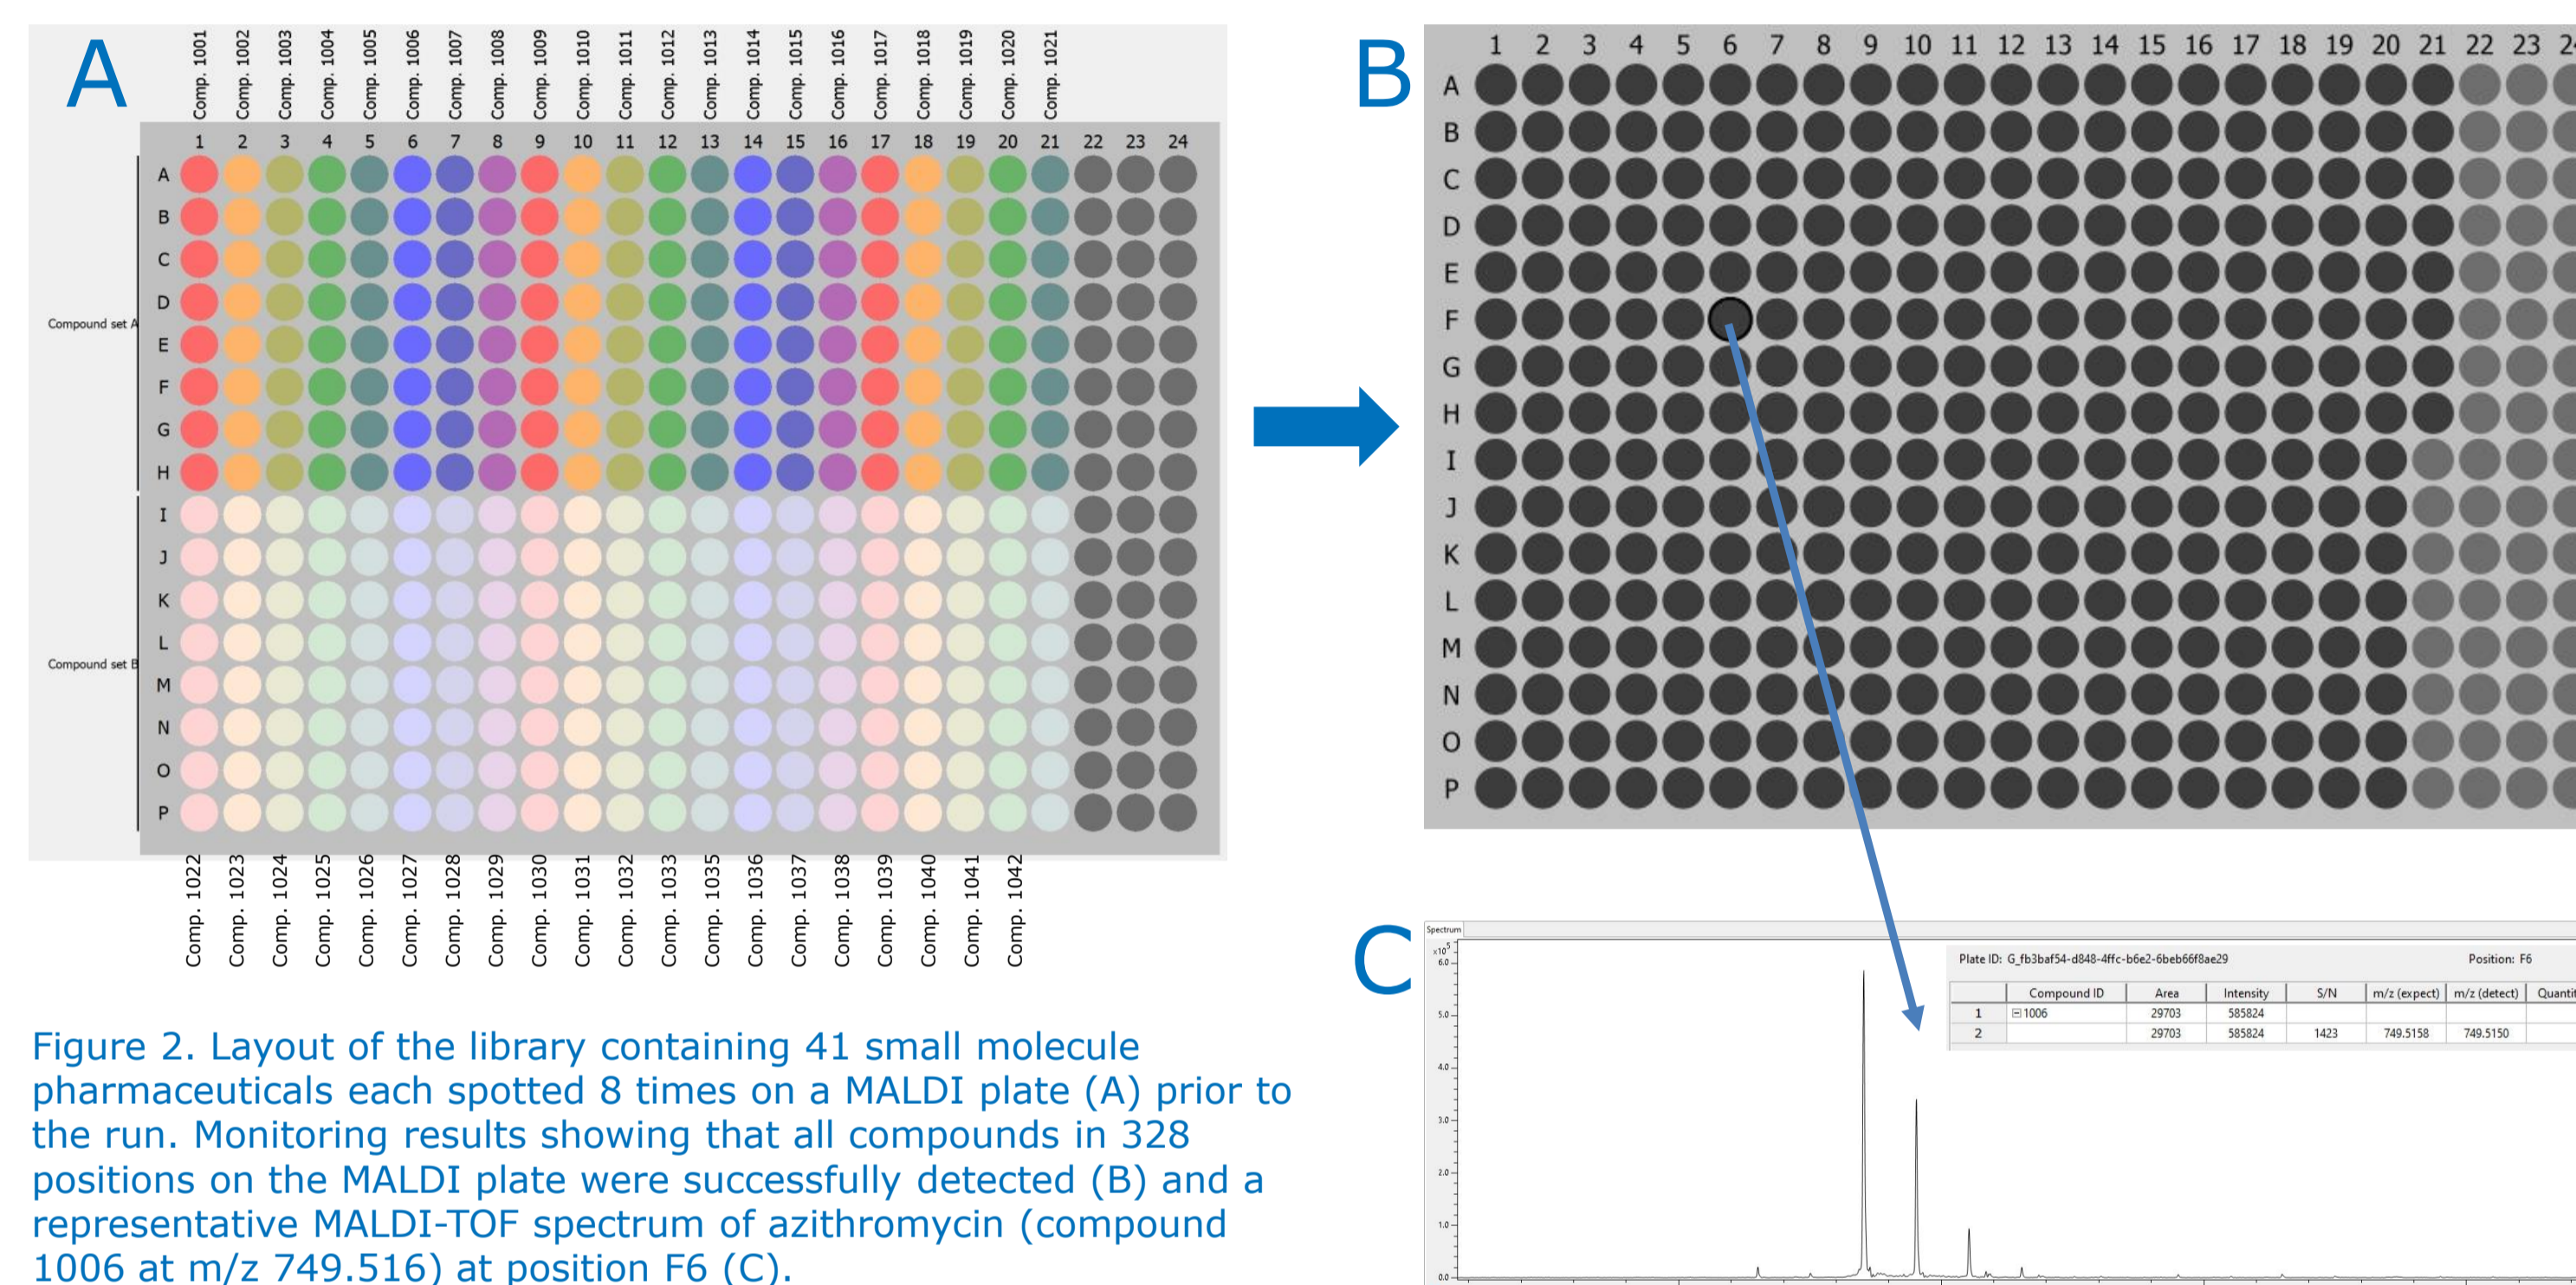 A
Comp. 1001 Comp. 1002 Comp. 1003 Comp. 1004 Comp. 1005 Comp. 1006 Comp. 1007 Comp. 1008 Comp. 1009 Comp. 1010 Comp. 1011 Comp. 1012 Comp. 1013 Comp. 1014 Comp. 1015 Comp. 1016 Comp. 1017 Comp. 1018 Comp. 1019 Comp. 1020 Comp. 1021
1 2 3 4 5 6 7 8 9 10 11 12 13 14 15 16 17 18 19 20 21 22 23 24
A
B
C
D
Compound set A
E
F
G
H
I
J
K
L
Compound set B
M
N
O
P
Comp. 1022 Comp. 1023 Comp. 1024 Comp. 1025 Comp. 1026 Comp. 1027 Comp. 1028 Comp. 1029 Comp. 1030 Comp. 1031 Comp. 1032 Comp. 1033 Comp. 1035 Comp. 1036 Comp. 1037 Comp. 1038 Comp. 1039 Comp. 1040 Comp. 1041 Comp. 1042
B
1 2 3 4 5 6 7 8 9 10 11 12 13 14 15 16 17 18 19 20 21 22 23
A
B
C
D
E
F
G
H
I
J
K
L
M
N
O
P
C
Spectrum
x10^5
6.0
5.0
4.0
3.0
2.0
1.0
0.0
Plate ID: G_fb3baf54-d848-4ffc-b6e2-6beb66f8ae29 Position: F6
Compound ID Area Intensity S/N m/z (expect) m/z (detect) Quantit
1 1006 29703 585824
2 29703 585824 1423 749.5158 749.5150
Figure 2. Layout of the library containing 41 small molecule
pharmaceuticals each spotted 8 times on a MALDI plate (A) prior to
the run. Monitoring results showing that all compounds in 328
positions on the MALDI plate were successfully detected (B) and a
representative MALDI-TOF spectrum of azithromycin (compound
1006 at m/z 749.516) at position F6 (C).